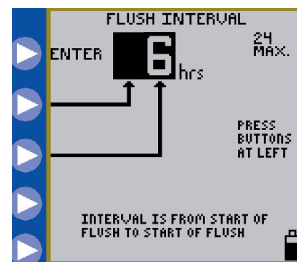 FLUSH INTERVAL
ENTER 6 hrs
24
MAX.
PRESS
BUTTONS
AT LEFT
INTERVAL IS FROM START OF
FLUSH TO START OF FLUSH